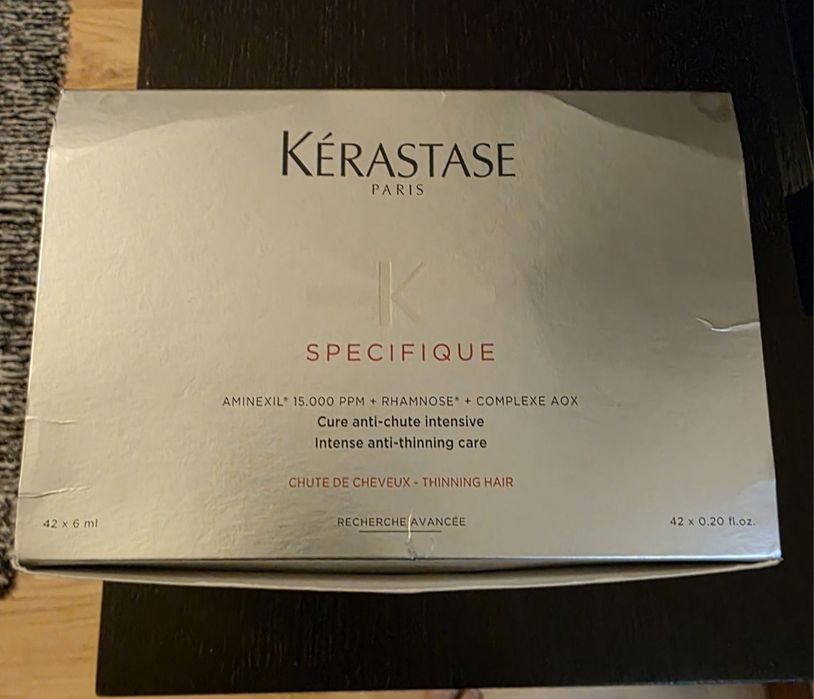 KÉRASTASE
PARIS
K
SPECIFIQUE
AMINEXIL® 15.000 PPM + RHAMNOSE* + COMPLEXE AOX
Cure anti-chute intensive
Intense anti-thinning care
CHUTE DE CHEVEUX - THINNING HAIR
42 x 6 ml RECHERCHE AVANCÉE 42 x 0.20 fl.oz.